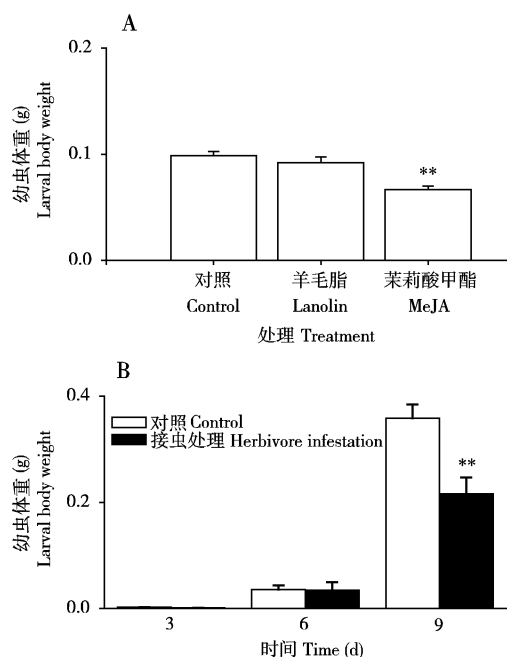 A
幼虫体重 (g)
Larval body weight
0.2
0.1
0.0
**
对照 羊毛脂 茉莉酸甲酯
Control Lanolin MeJA
处理 Treatment
B
幼虫体重 (g)
Larval body weight
0.4
0.2
0.0
对照 Control
接虫处理 Herbivore infestation
**
3 6 9
时间 Time (d)